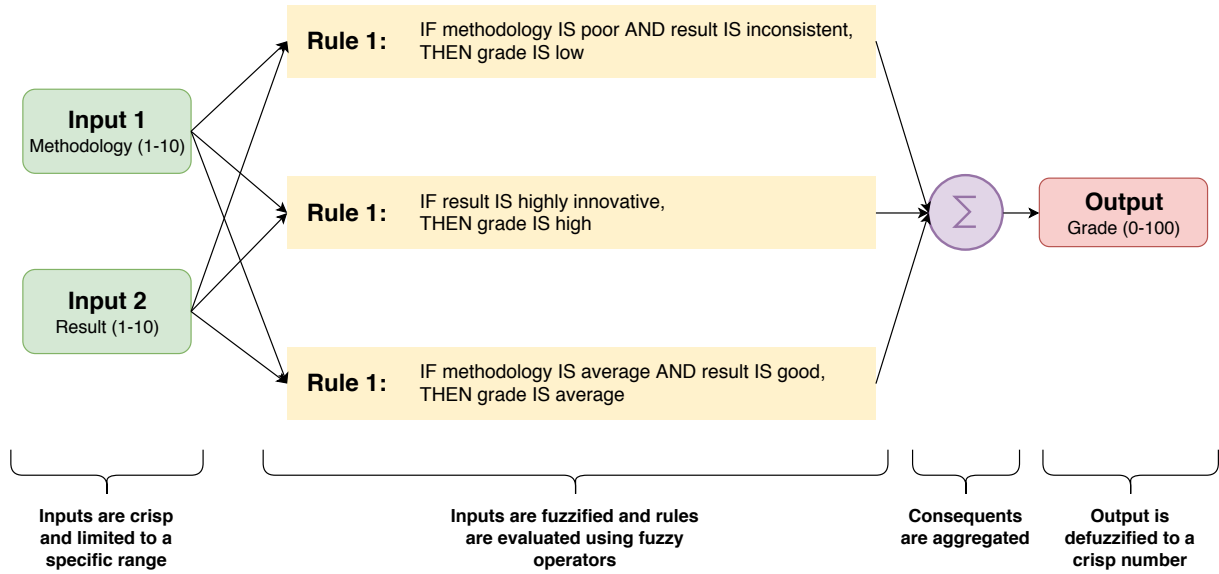 Input 1
Methodology (1-10)
Input 2
Result (1-10)
Rule 1:
IF methodology IS poor AND result IS inconsistent,
THEN grade IS low
Rule 1:
IF result IS highly innovative,
THEN grade IS high
Rule 1:
IF methodology IS average AND result IS good,
THEN grade IS average
∑
Output
Grade (0-100)
Inputs are crisp
and limited to a
specific range
Inputs are fuzzified and rules
are evaluated using fuzzy
operators
Consequents
are aggregated
Output is
defuzzified to a
crisp number